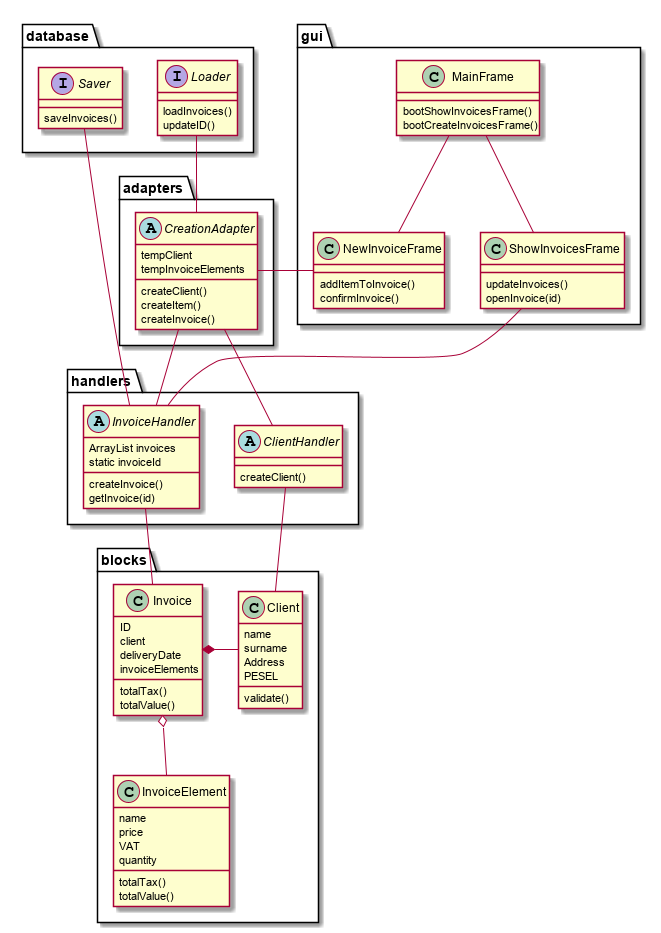 database
I Saver
saveInvoices()
I Loader
loadInvoices()
updateID()
gui
C MainFrame
bootShowInvoicesFrame()
bootCreateInvoicesFrame()
C NewInvoiceFrame
addItemToInvoice()
confirmInvoice()
C ShowInvoicesFrame
updateInvoices()
openInvoice(id)
adapters
A CreationAdapter
tempClient
tempInvoiceElements
createClient()
createItem()
createInvoice()
handlers
A InvoiceHandler
ArrayList invoices
static invoiceId
createInvoice()
getInvoice(id)
A ClientHandler
createClient()
blocks
C Invoice
ID
client
deliveryDate
invoiceElements
totalTax()
totalValue()
C Client
name
surname
Address
PESEL
validate()
C InvoiceElement
name
price
VAT
quantity
totalTax()
totalValue()